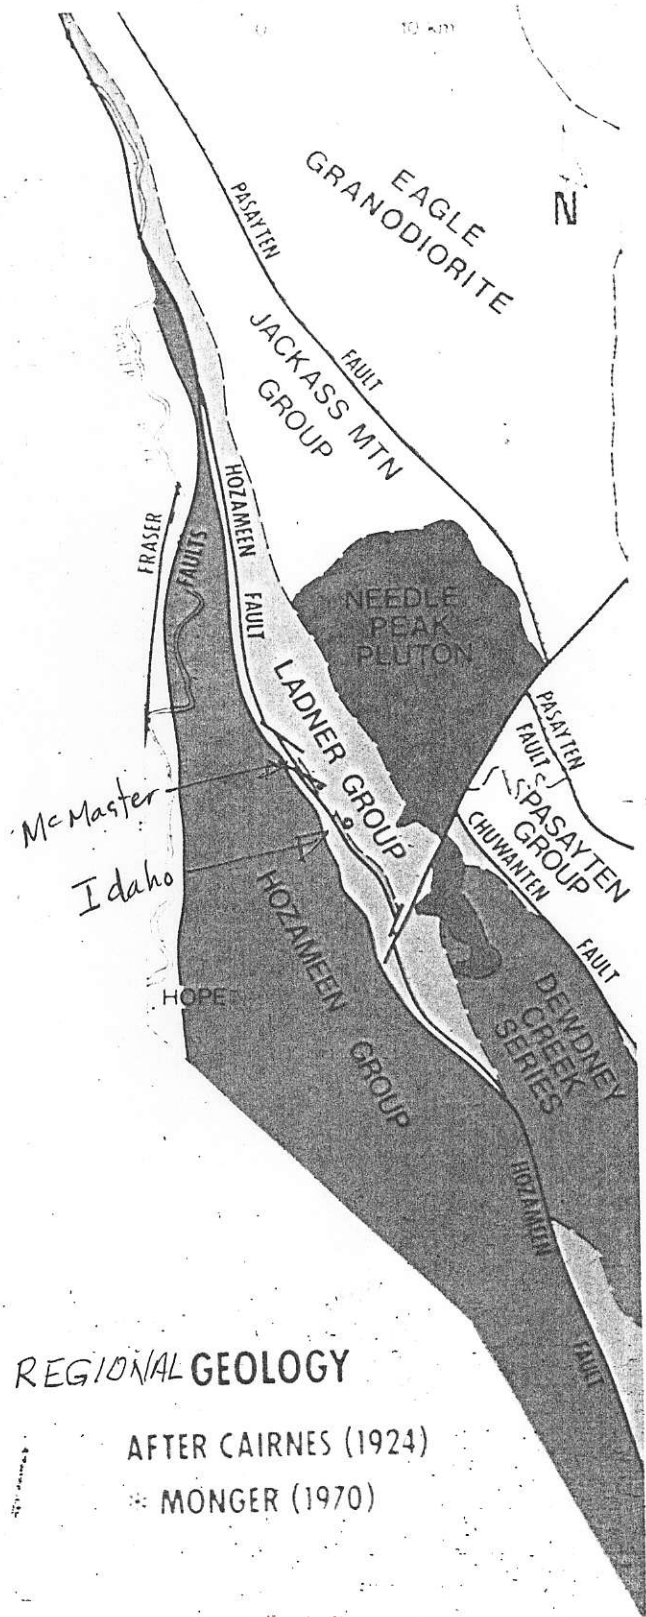 0 10 km
EAGLE
GRANODIORITE
N
PASAYTEN
FAULT
JACKASS MTN
GROUP
HOZAMEEN
FAULT
FRASER
FAULTS
NEEDLE
PEAK
PLUTON
LADNER GROUP
PASAYTEN
FAULT
PASAYTEN
GROUP
McMaster
Idaho
CHUWANTEN
FAULT
HOZAMEEN
GROUP
HOPE
DEWDNEY
CREEK
SERIES
HOZAMEEN
FAULT
REGIONAL GEOLOGY
AFTER CAIRNES (1924)
MONGER (1970)